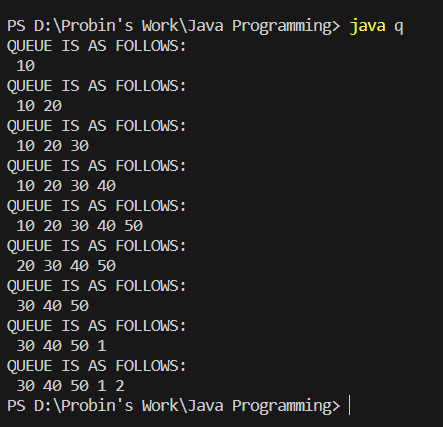 PS D:\Probin's Work\Java Programming> java q
QUEUE IS AS FOLLOWS:
 10
QUEUE IS AS FOLLOWS:
 10 20
QUEUE IS AS FOLLOWS:
 10 20 30
QUEUE IS AS FOLLOWS:
 10 20 30 40
QUEUE IS AS FOLLOWS:
 10 20 30 40 50
QUEUE IS AS FOLLOWS:
 20 30 40 50
QUEUE IS AS FOLLOWS:
 30 40 50
QUEUE IS AS FOLLOWS:
 30 40 50 1
QUEUE IS AS FOLLOWS:
 30 40 50 1 2
PS D:\Probin's Work\Java Programming>